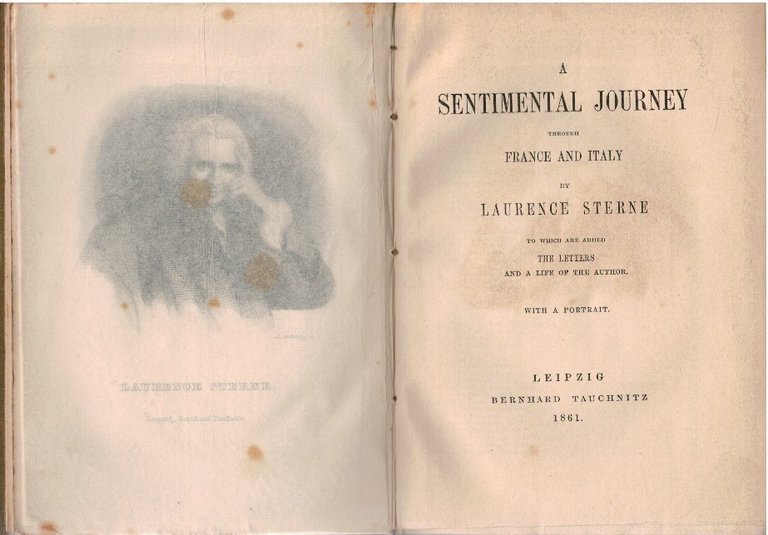 LAURENCE STERNE.
Leipzig, Bernhard Tauchnitz.
A
SENTIMENTAL JOURNEY
THROUGH
FRANCE AND ITALY
BY
LAURENCE STERNE
TO WHICH ARE ADDED
THE LETTERS
AND A LIFE OF THE AUTHOR.
WITH A PORTRAIT.
LEIPZIG
BERNHARD TAUCHNITZ
1861.